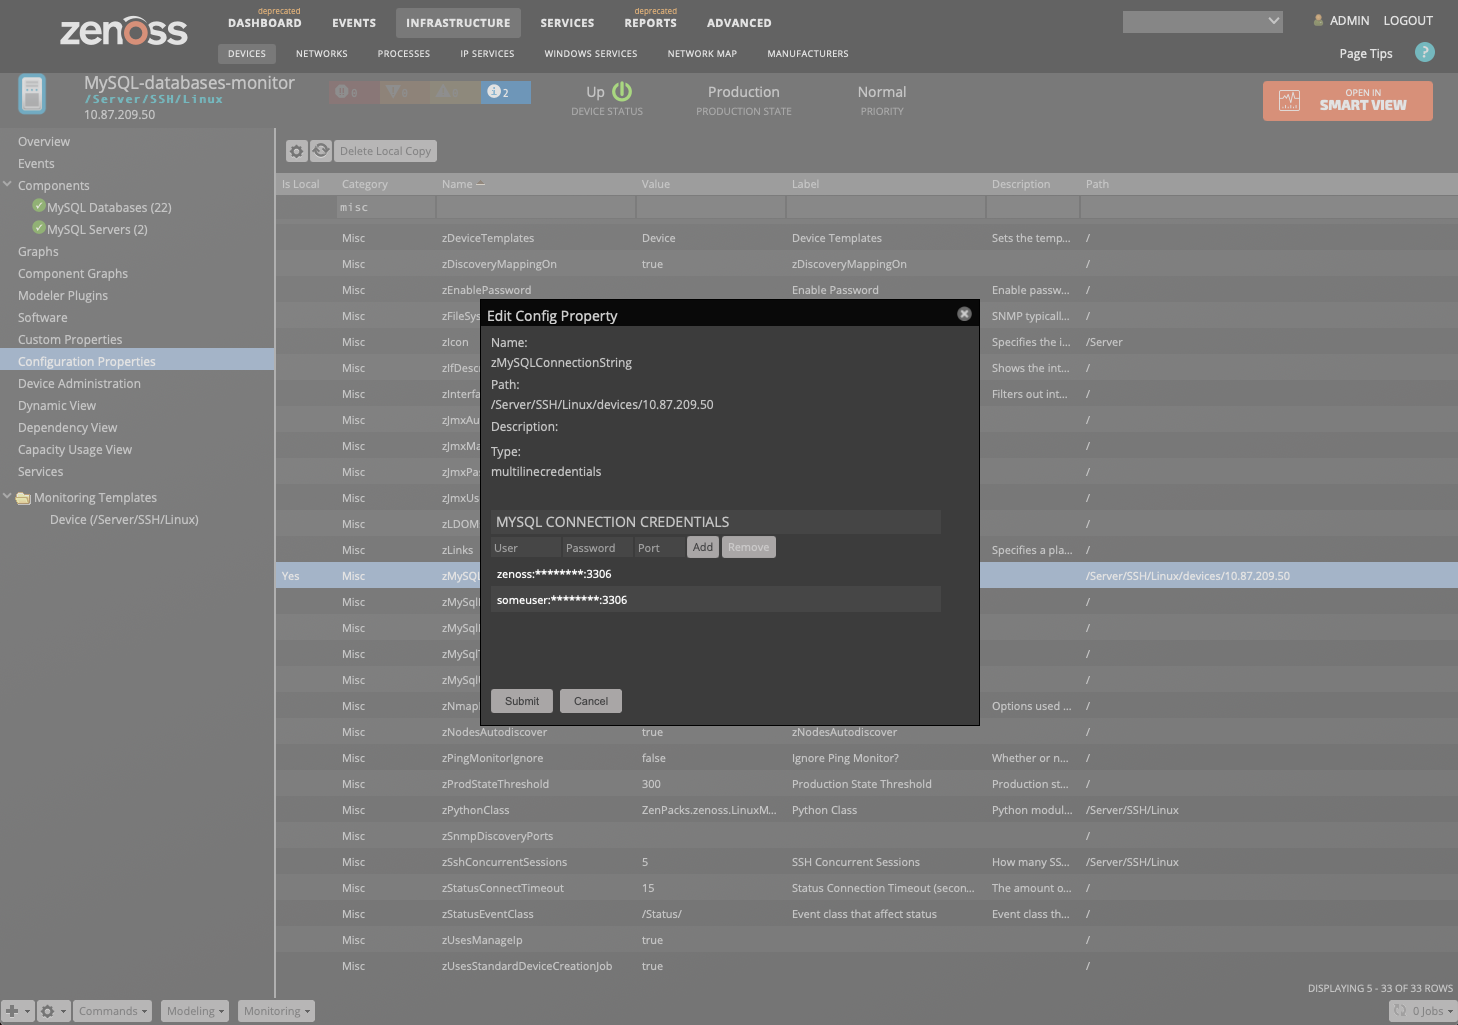 deprecated
deprecated
zenoss
DASHBOARD EVENTS INFRASTRUCTURE SERVICES REPORTS ADVANCED
ADMIN LOGOUT
DEVICES NETWORKS PROCESSES IP SERVICES WINDOWS SERVICES NETWORK MAP MANUFACTURERS
Page Tips ?
MySQL-databases-monitor
/Server/SSH/Linux
10.87.209.50
2
Up
DEVICE STATUS
Production
PRODUCTION STATE
Normal
PRIORITY
OPEN IN
SMART VIEW
Overview
Events
Components
MySQL Databases (22)
MySQL Servers (2)
Graphs
Component Graphs
Modeler Plugins
Software
Custom Properties
Configuration Properties
Device Administration
Dynamic View
Dependency View
Capacity Usage View
Services
Monitoring Templates
Device (/Server/SSH/Linux)
Delete Local Copy
Is Local Category Name Value Label Description Path
misc
Misc zDeviceTemplates Device Device Templates Sets the temp... /
Misc zDiscoveryMappingOn true zDiscoveryMappingOn /
Misc zEnablePassword Enable Password Enable passw... /
Misc zFileSys SNMP typicall... /
Misc zIcon Specifies the i... /Server
Misc zIfDescr Shows the int... /
Misc zInterfa Filters out int... /
Misc zJmxAu /
Misc zJmxMa /
Misc zJmxPas /
Misc zJmxUs /
Misc zLDOM /
Misc zLinks Specifies a pla... /
Yes Misc zMySQL /Server/SSH/Linux/devices/10.87.209.50
Misc zMySql /
Misc zMySql /
Misc zMySqlT /
Misc zMySql /
Misc zNmap Options used ... /
Misc zNodesAutodiscover true zNodesAutodiscover /
Misc zPingMonitorIgnore false Ignore Ping Monitor? Whether or n... /
Misc zProdStateThreshold 300 Production State Threshold Production st... /
Misc zPythonClass ZenPacks.zenoss.LinuxM... Python Class Python modul... /Server/SSH/Linux
Misc zSnmpDiscoveryPorts /
Misc zSshConcurrentSessions 5 SSH Concurrent Sessions How many SS... /Server/SSH/Linux
Misc zStatusConnectTimeout 15 Status Connection Timeout (secon... The amount o... /
Misc zStatusEventClass /Status/ Event class that affect status Event class th... /
Misc zUsesManageIp true /
Misc zUsesStandardDeviceCreationJob true /
Edit Config Property
Name:
zMySQLConnectionString
Path:
/Server/SSH/Linux/devices/10.87.209.50
Description:
Type:
multilinecredentials
MYSQL CONNECTION CREDENTIALS
User Password Port Add Remove
zenoss:********:3306
someuser:********:3306
Submit Cancel
DISPLAYING 5 - 33 OF 33 ROWS
Commands Modeling Monitoring
0 Jobs